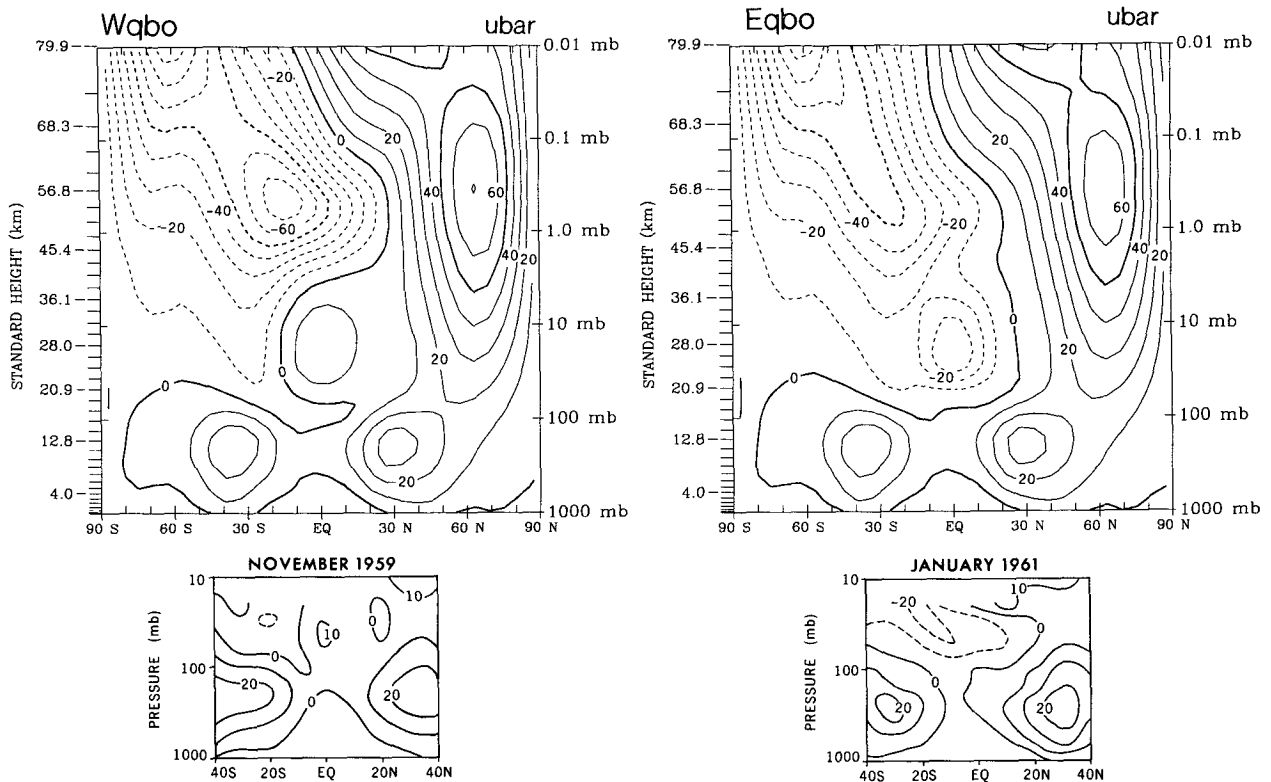 Wqbo
ubar
STANDARD HEIGHT (km)
79.9
68.3
56.8
45.4
36.1
28.0
20.9
12.8
4.0
0.01 mb
0.1 mb
1.0 mb
10 mb
100 mb
1000 mb
-20
0
20
40
60
-40
-20
-60
40
20
0
0
20
0
20
90 S
60 S
30 S
EQ
30 N
60 N
90 N
Eqbo
ubar
STANDARD HEIGHT (km)
79.9
68.3
56.8
45.4
36.1
28.0
20.9
12.8
4.0
0.01 mb
0.1 mb
1.0 mb
10 mb
100 mb
1000 mb
20
40
60
-40
-20
-20
40
20
0
20
-20
0
20
90 S
60 S
30 S
EQ
30 N
60 N
90 N
NOVEMBER 1959
PRESSURE (mb)
10
100
1000
10
0
10
0
20
0
20
40S
20S
EQ
20N
40N
JANUARY 1961
PRESSURE (mb)
10
100
1000
10
-20
0
0
20
20
40S
20S
EQ
20N
40N